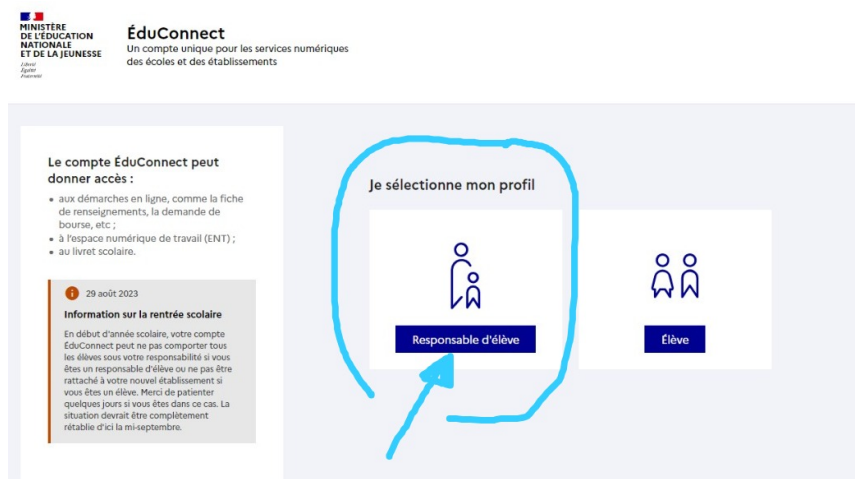 MINISTÈRE
DE L'ÉDUCATION
NATIONALE
ET DE LA JEUNESSE
Liberté
Égalité
Fraternité
ÉduConnect
Un compte unique pour les services numériques
des écoles et des établissements
Le compte ÉduConnect peut
donner accès :
• aux démarches en ligne, comme la fiche
de renseignements, la demande de
bourse, etc ;
• à l'espace numérique de travail (ENT) ;
• au livret scolaire.
29 août 2023
Information sur la rentrée scolaire
En début d'année scolaire, votre compte
ÉduConnect peut ne pas comporter tous
les élèves sous votre responsabilité si vous
êtes un responsable d'élève ou ne pas être
rattaché à votre nouvel établissement si
vous êtes un élève. Merci de patienter
quelques jours si vous êtes dans ce cas. La
situation devrait être complètement
rétablie d'ici la mi-septembre.
Je sélectionne mon profil
Responsable d'élève
Élève